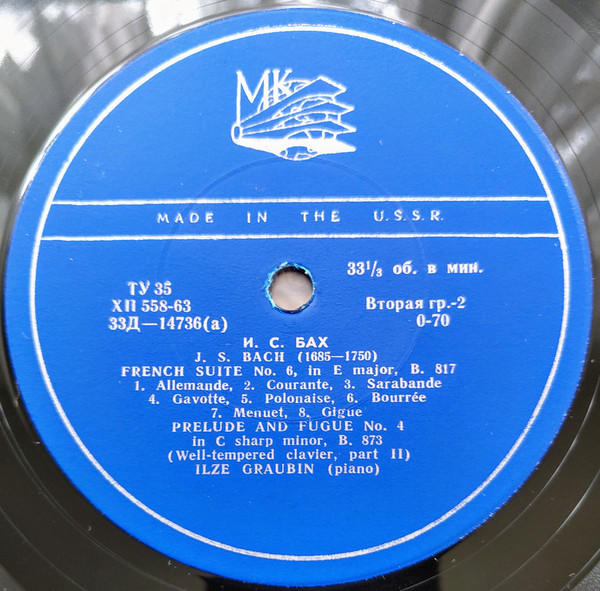 МК
MADE IN THE U.S.S.R.
33 1/3 об. в мин.
ТУ 35
ХП 558-63
33Д—14736(а)
Вторая гр.-2
0-70
И. С. БАХ
J. S. BACH (1685—1750)
FRENCH SUITE No. 6, in E major, B. 817
1. Allemande, 2. Courante, 3. Sarabande
4. Gavotte, 5. Polonaise, 6. Bourrée
7. Menuet, 8. Gigue
PRELUDE AND FUGUE No. 4
in C sharp minor, B. 873
(Well-tempered clavier, part II)
ILZE GRAUBIN (piano)